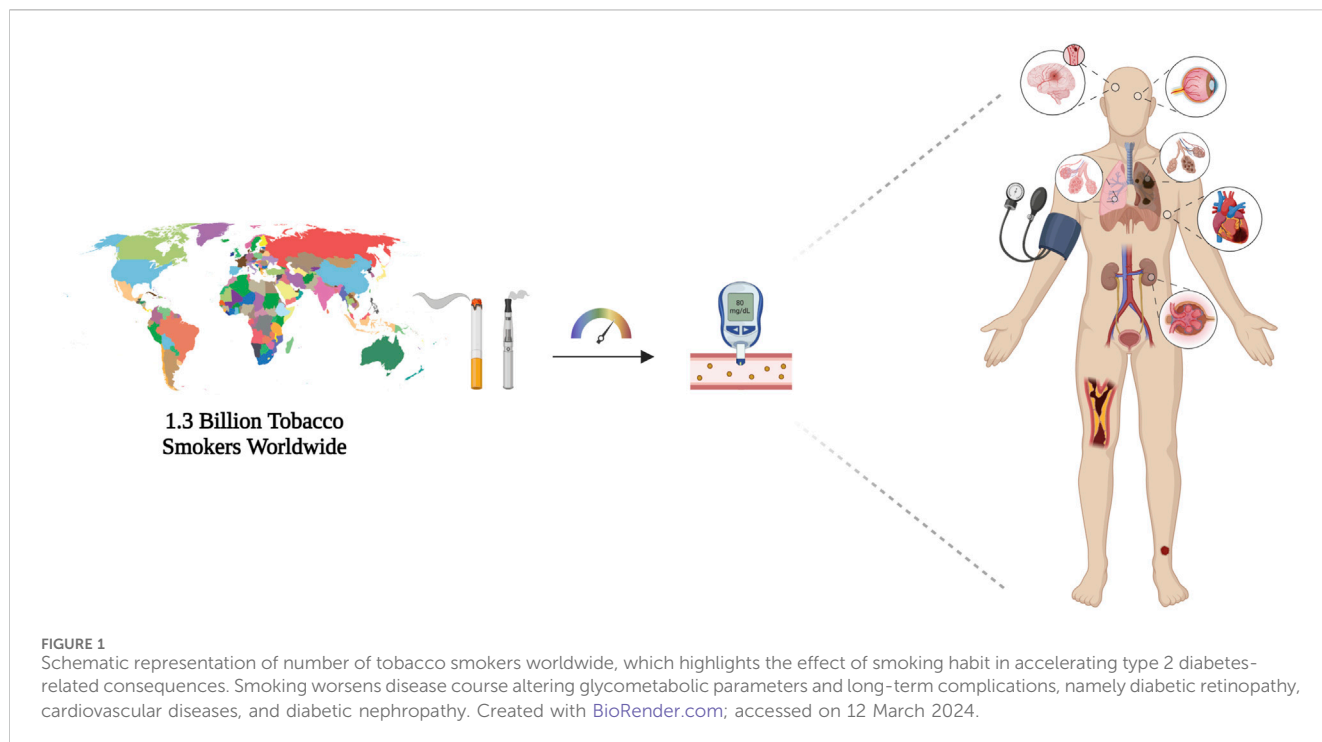 1.3 Billion Tobacco
Smokers Worldwide
80
mg/dL
FIGURE 1
Schematic representation of number of tobacco smokers worldwide, which highlights the effect of smoking habit in accelerating type 2 diabetes-
related consequences. Smoking worsens disease course altering glycometabolic parameters and long-term complications, namely diabetic retinopathy,
cardiovascular diseases, and diabetic nephropathy. Created with BioRender.com; accessed on 12 March 2024.